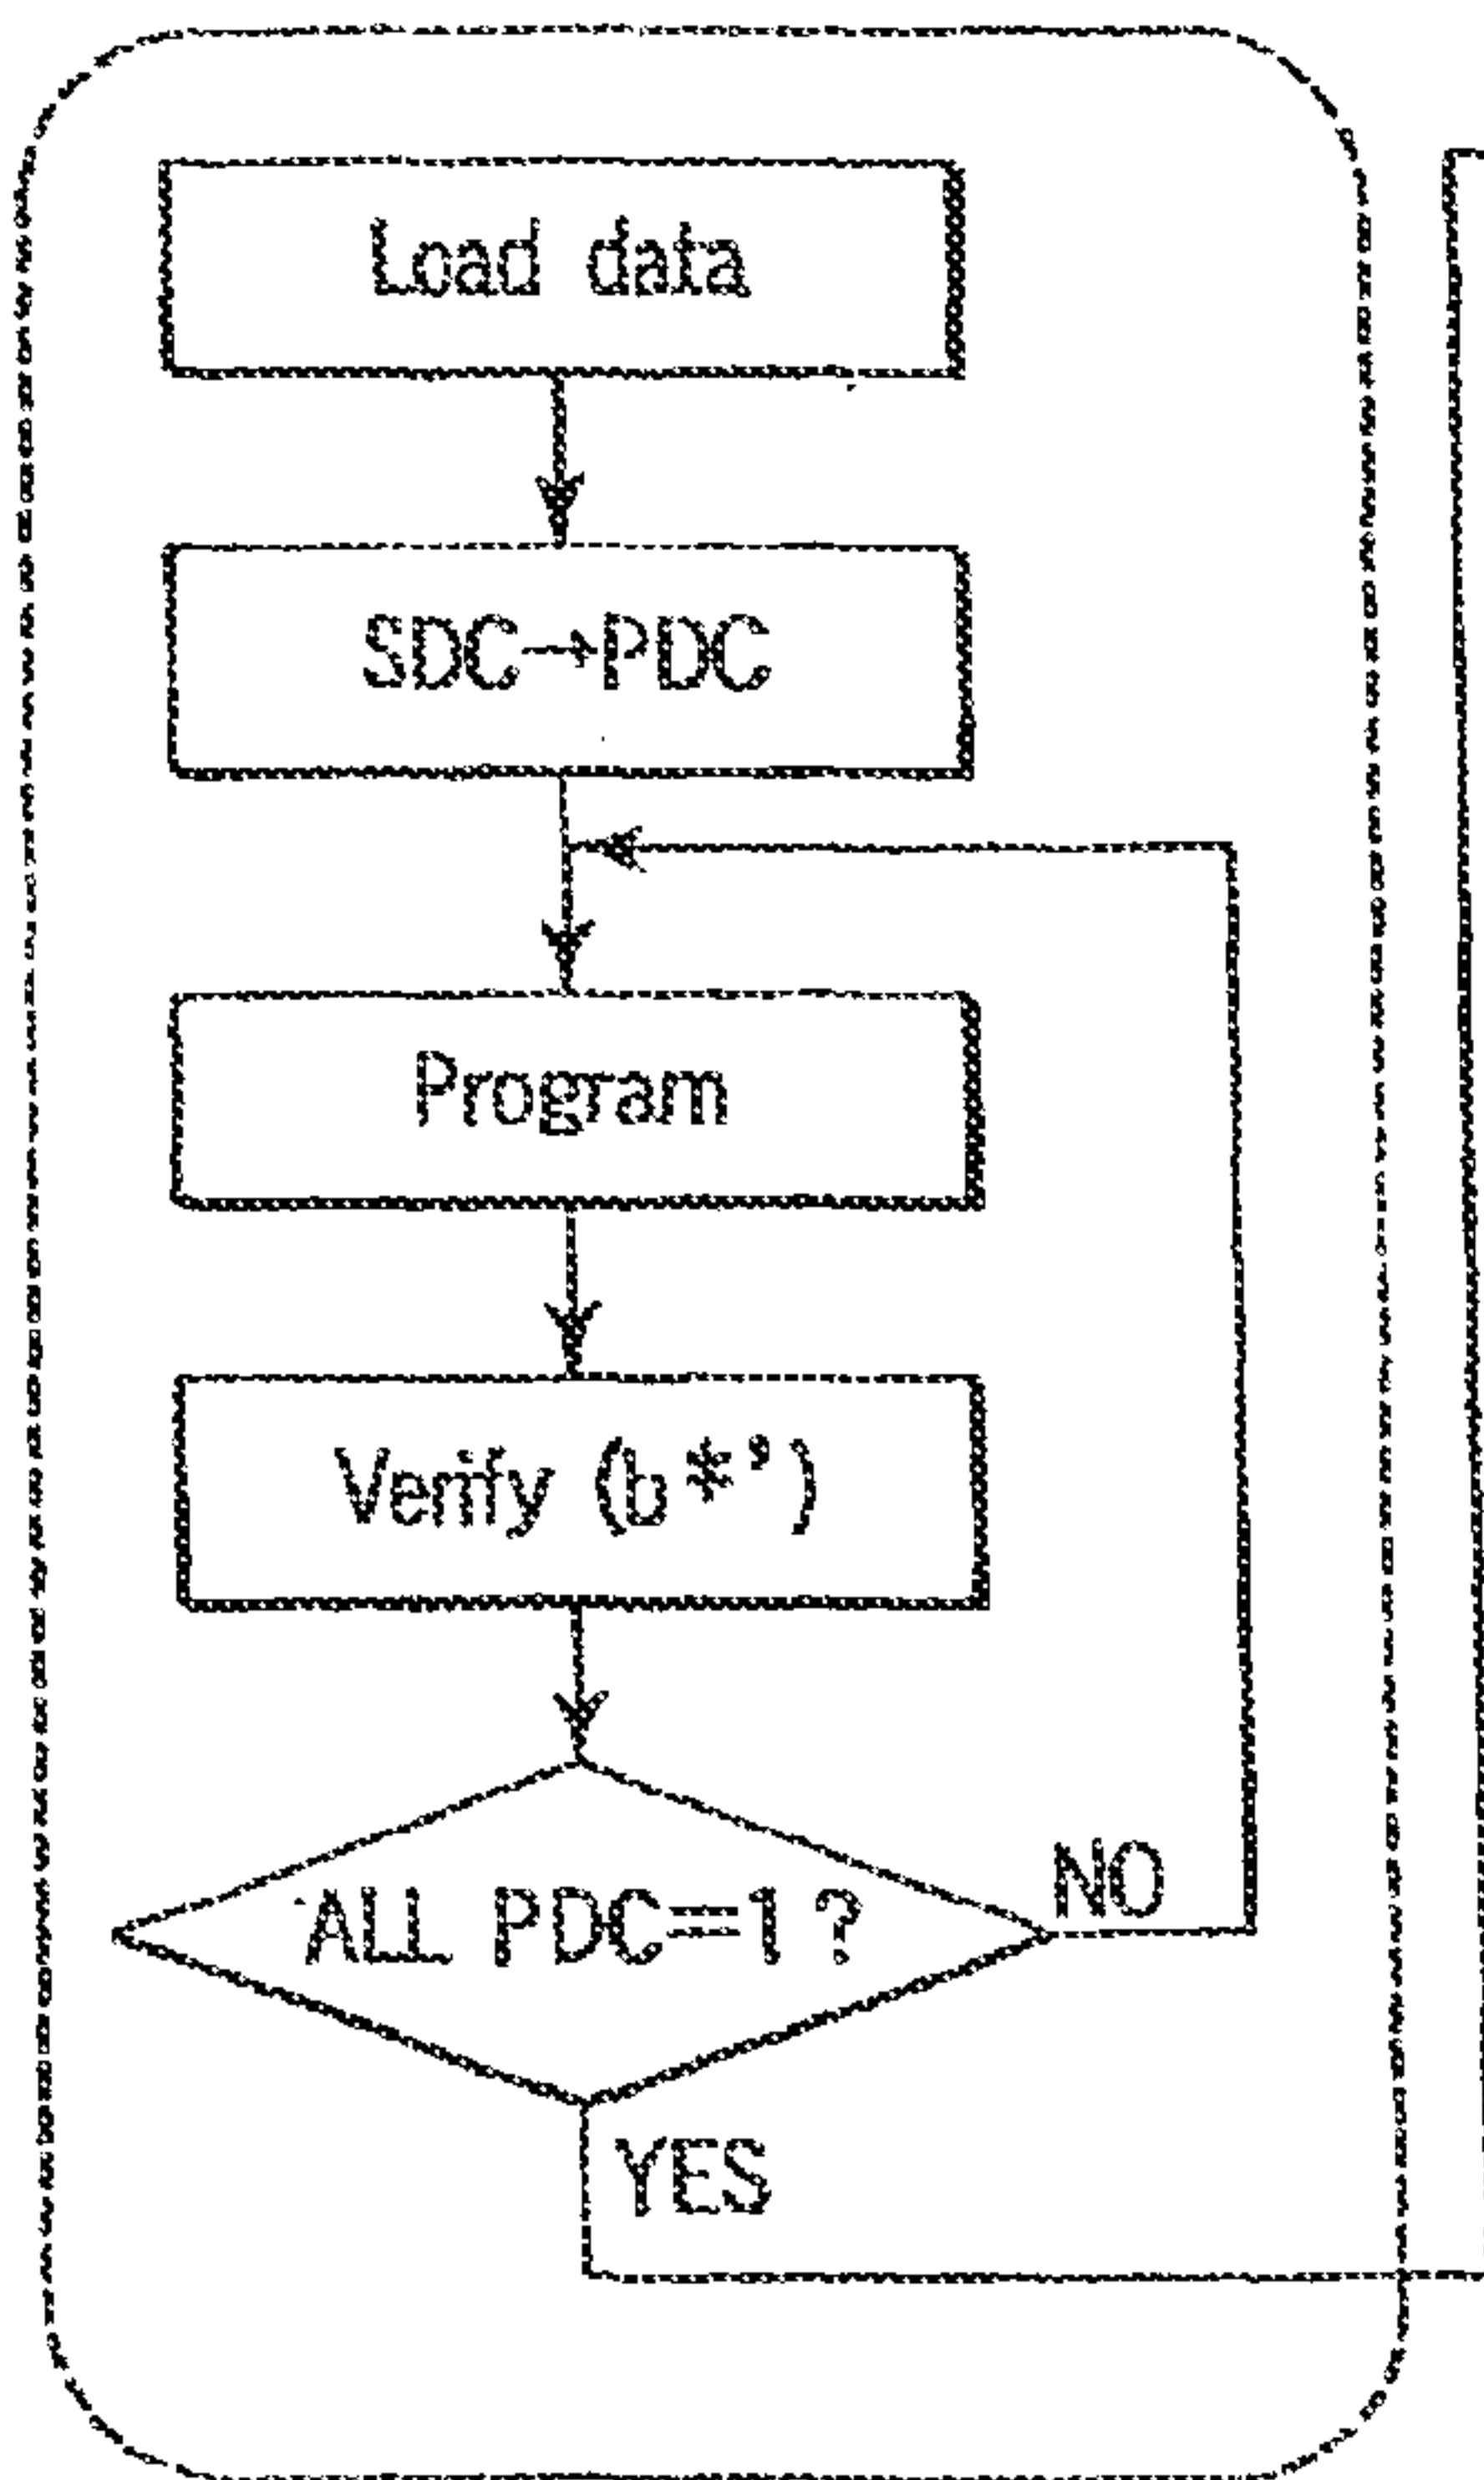 Load data
SDC→PDC
Program
Verify (b*')
ALL PDC=1?
NO
YES